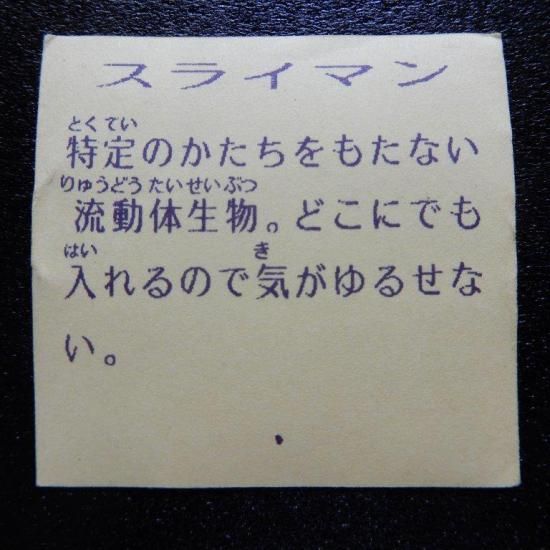 スライマン
とくてい
特定のかたちをもたない
りゅうどうたいせいぶつ
流動体生物。どこにでも
はい き
入れるので気がゆるせな
い。